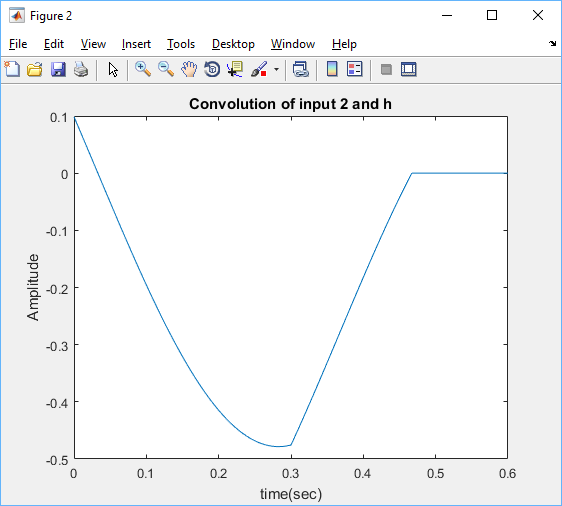 Figure 2
File Edit View Insert Tools Desktop Window Help
Convolution of input 2 and h
0.1
0
-0.1
-0.2
-0.3
-0.4
-0.5
Amplitude
0 0.1 0.2 0.3 0.4 0.5 0.6
time(sec)